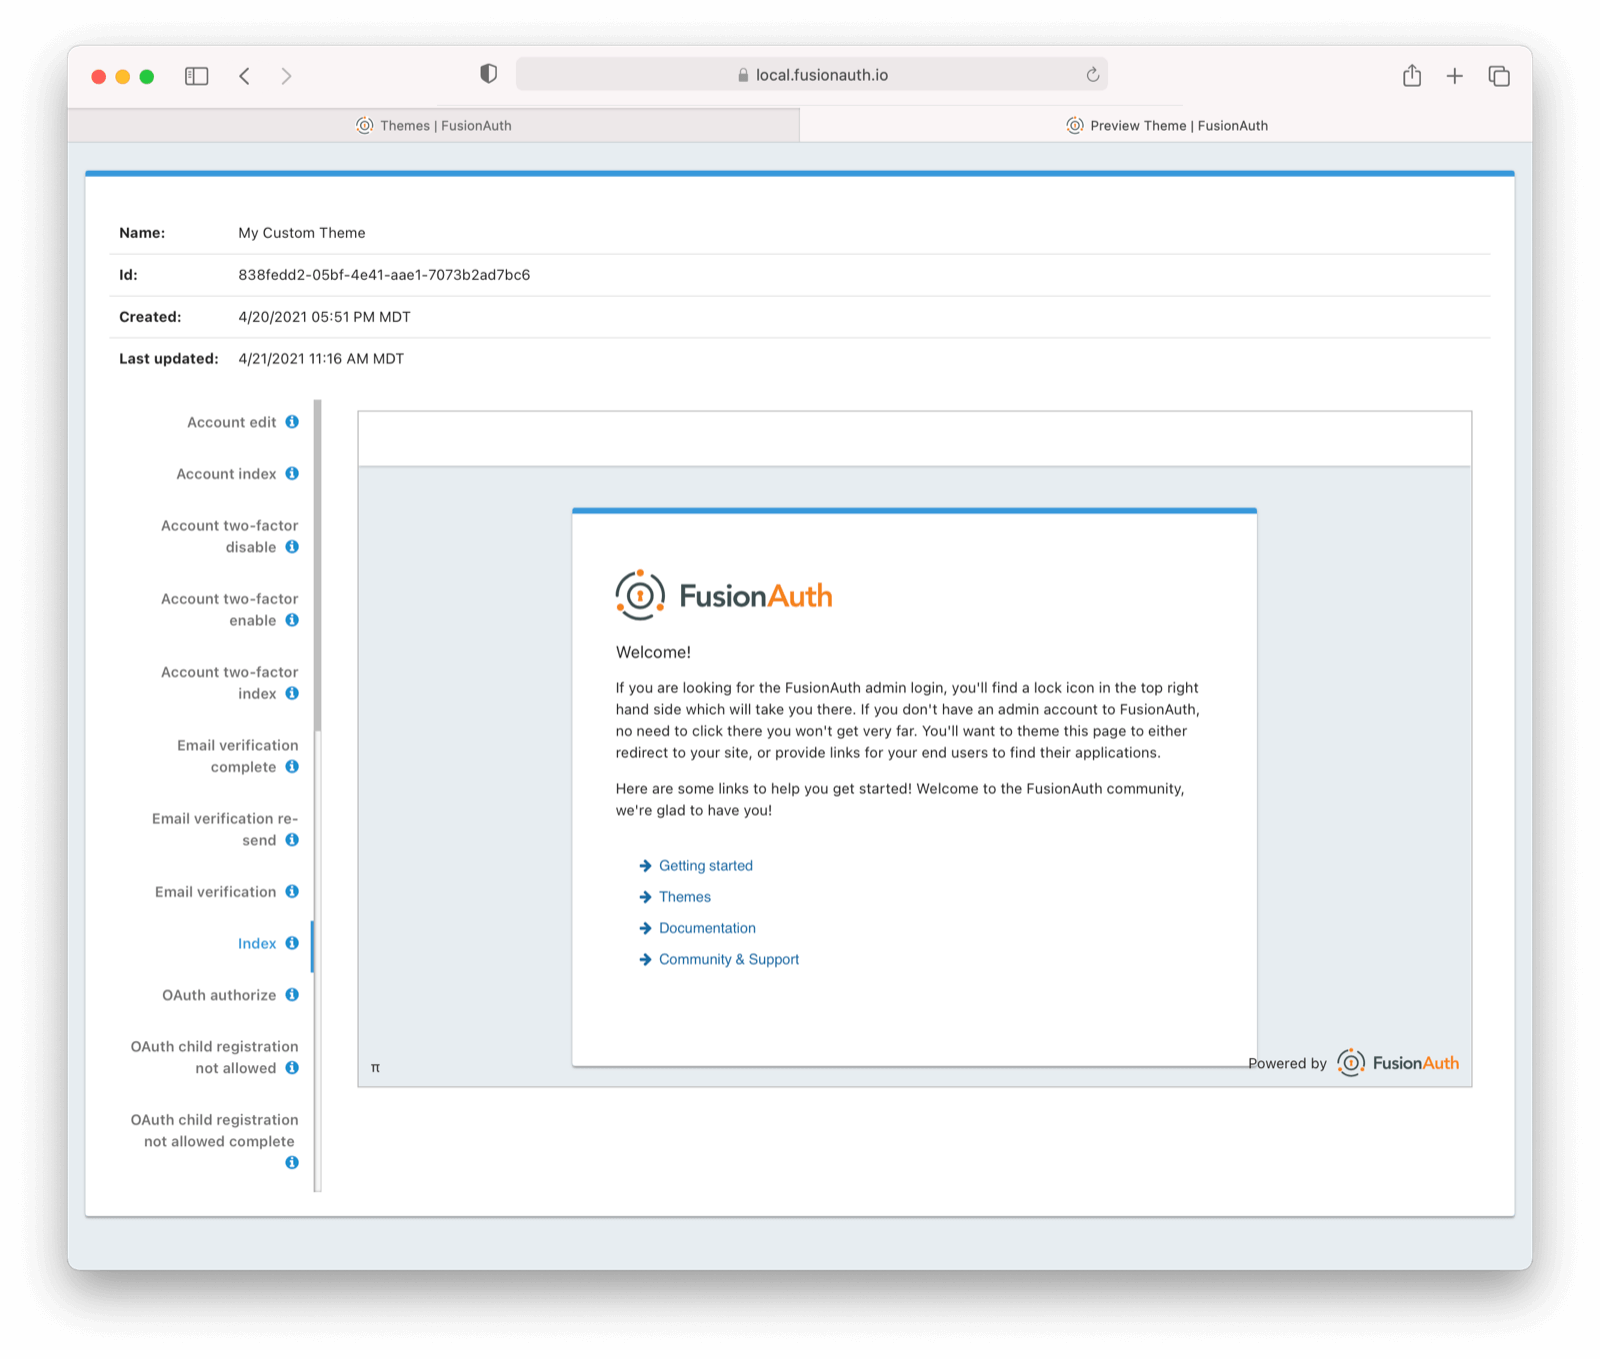 local.fusionauth.io
Themes | FusionAuth
Preview Theme | FusionAuth
Name: My Custom Theme
Id: 838fedd2-05bf-4e41-aae1-7073b2ad7bc6
Created: 4/20/2021 05:51 PM MDT
Last updated: 4/21/2021 11:16 AM MDT
Account edit
Account index
Account two-factor
disable
Account two-factor
enable
Account two-factor
index
Email verification
complete
Email verification re-
send
Email verification
Index
OAuth authorize
OAuth child registration
not allowed
OAuth child registration
not allowed complete
FusionAuth
Welcome!
If you are looking for the FusionAuth admin login, you'll find a lock icon in the top right
hand side which will take you there. If you don't have an admin account to FusionAuth,
no need to click there you won't get very far. You'll want to theme this page to either
redirect to your site, or provide links for your end users to find their applications.
Here are some links to help you get started! Welcome to the FusionAuth community,
we're glad to have you!
Getting started
Themes
Documentation
Community & Support
π
Powered by FusionAuth